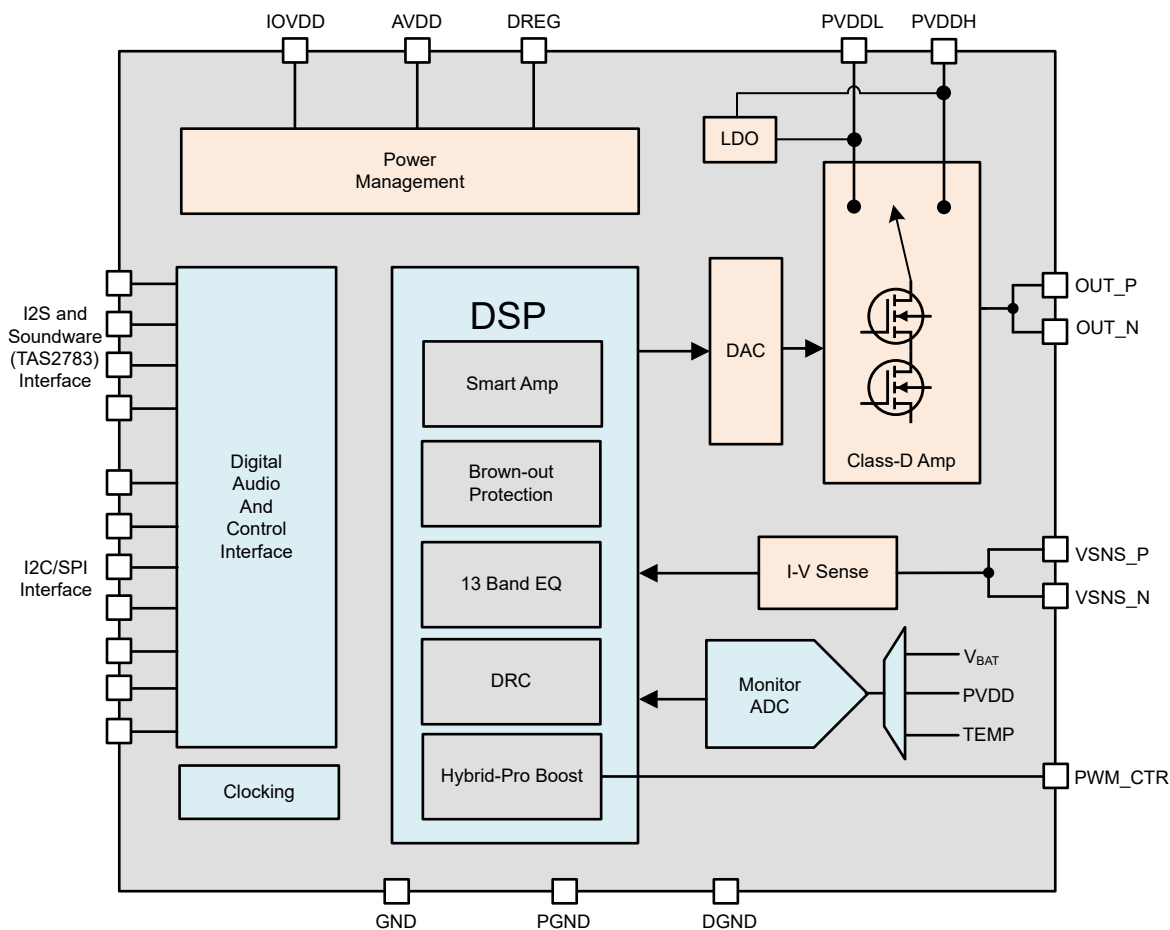 IOVDD
AVDD
DREG
PVDDL
PVDDH
LDO
Power
Management
I2S and
Soundware
(TAS2783)
Interface
I2C/SPI
Interface
Digital
Audio
And
Control
Interface
Clocking
DSP
Smart Amp
Brown-out
Protection
13 Band EQ
DRC
Hybrid-Pro Boost
DAC
Class-D Amp
OUT_P
OUT_N
I-V Sense
VSNS_P
VSNS_N
Monitor
ADC
VBAT
PVDD
TEMP
PWM_CTR
GND
PGND
DGND